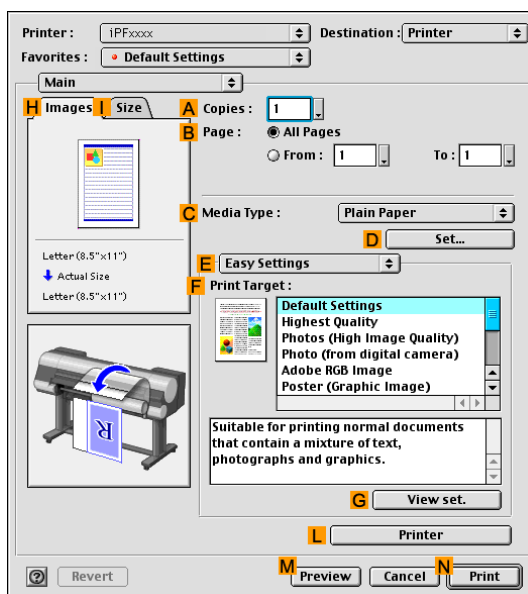 Printer : iPFxxxx Destination : Printer
Favorites : Default Settings
Main
H Images I Size
A Copies : 1
B Page : All Pages
From : 1 To : 1
C Media Type : Plain Paper
D Set...
Letter (8.5"x11")
Actual Size
Letter (8.5"x11")
E Easy Settings
F Print Target :
Default Settings
Highest Quality
Photos (High Image Quality)
Photo (from digital camera)
Adobe RGB Image
Poster (Graphic Image)
R
Suitable for printing normal documents
that contain a mixture of text,
photographs and graphics.
G View set.
L Printer
? Revert M Preview Cancel N Print